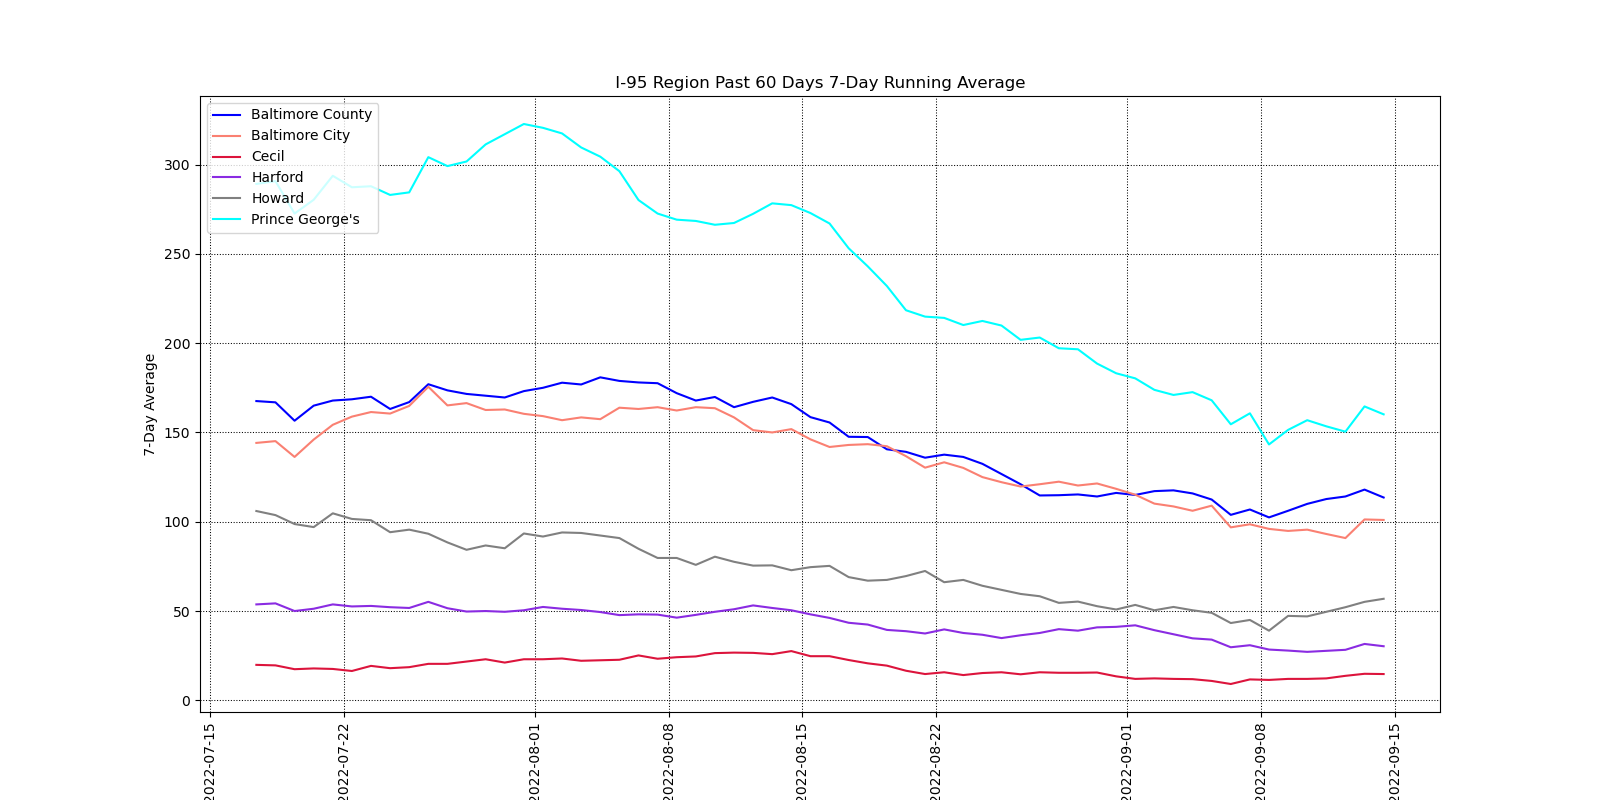 I-95 Region Past 60 Days 7-Day Running Average
Baltimore County
Baltimore City
Cecil
Harford
Howard
Prince George's
7-Day Average
300
250
200
150
100
50
0
2022-07-15
2022-07-22
2022-08-01
2022-08-08
2022-08-15
2022-08-22
2022-09-01
2022-09-08
2022-09-15